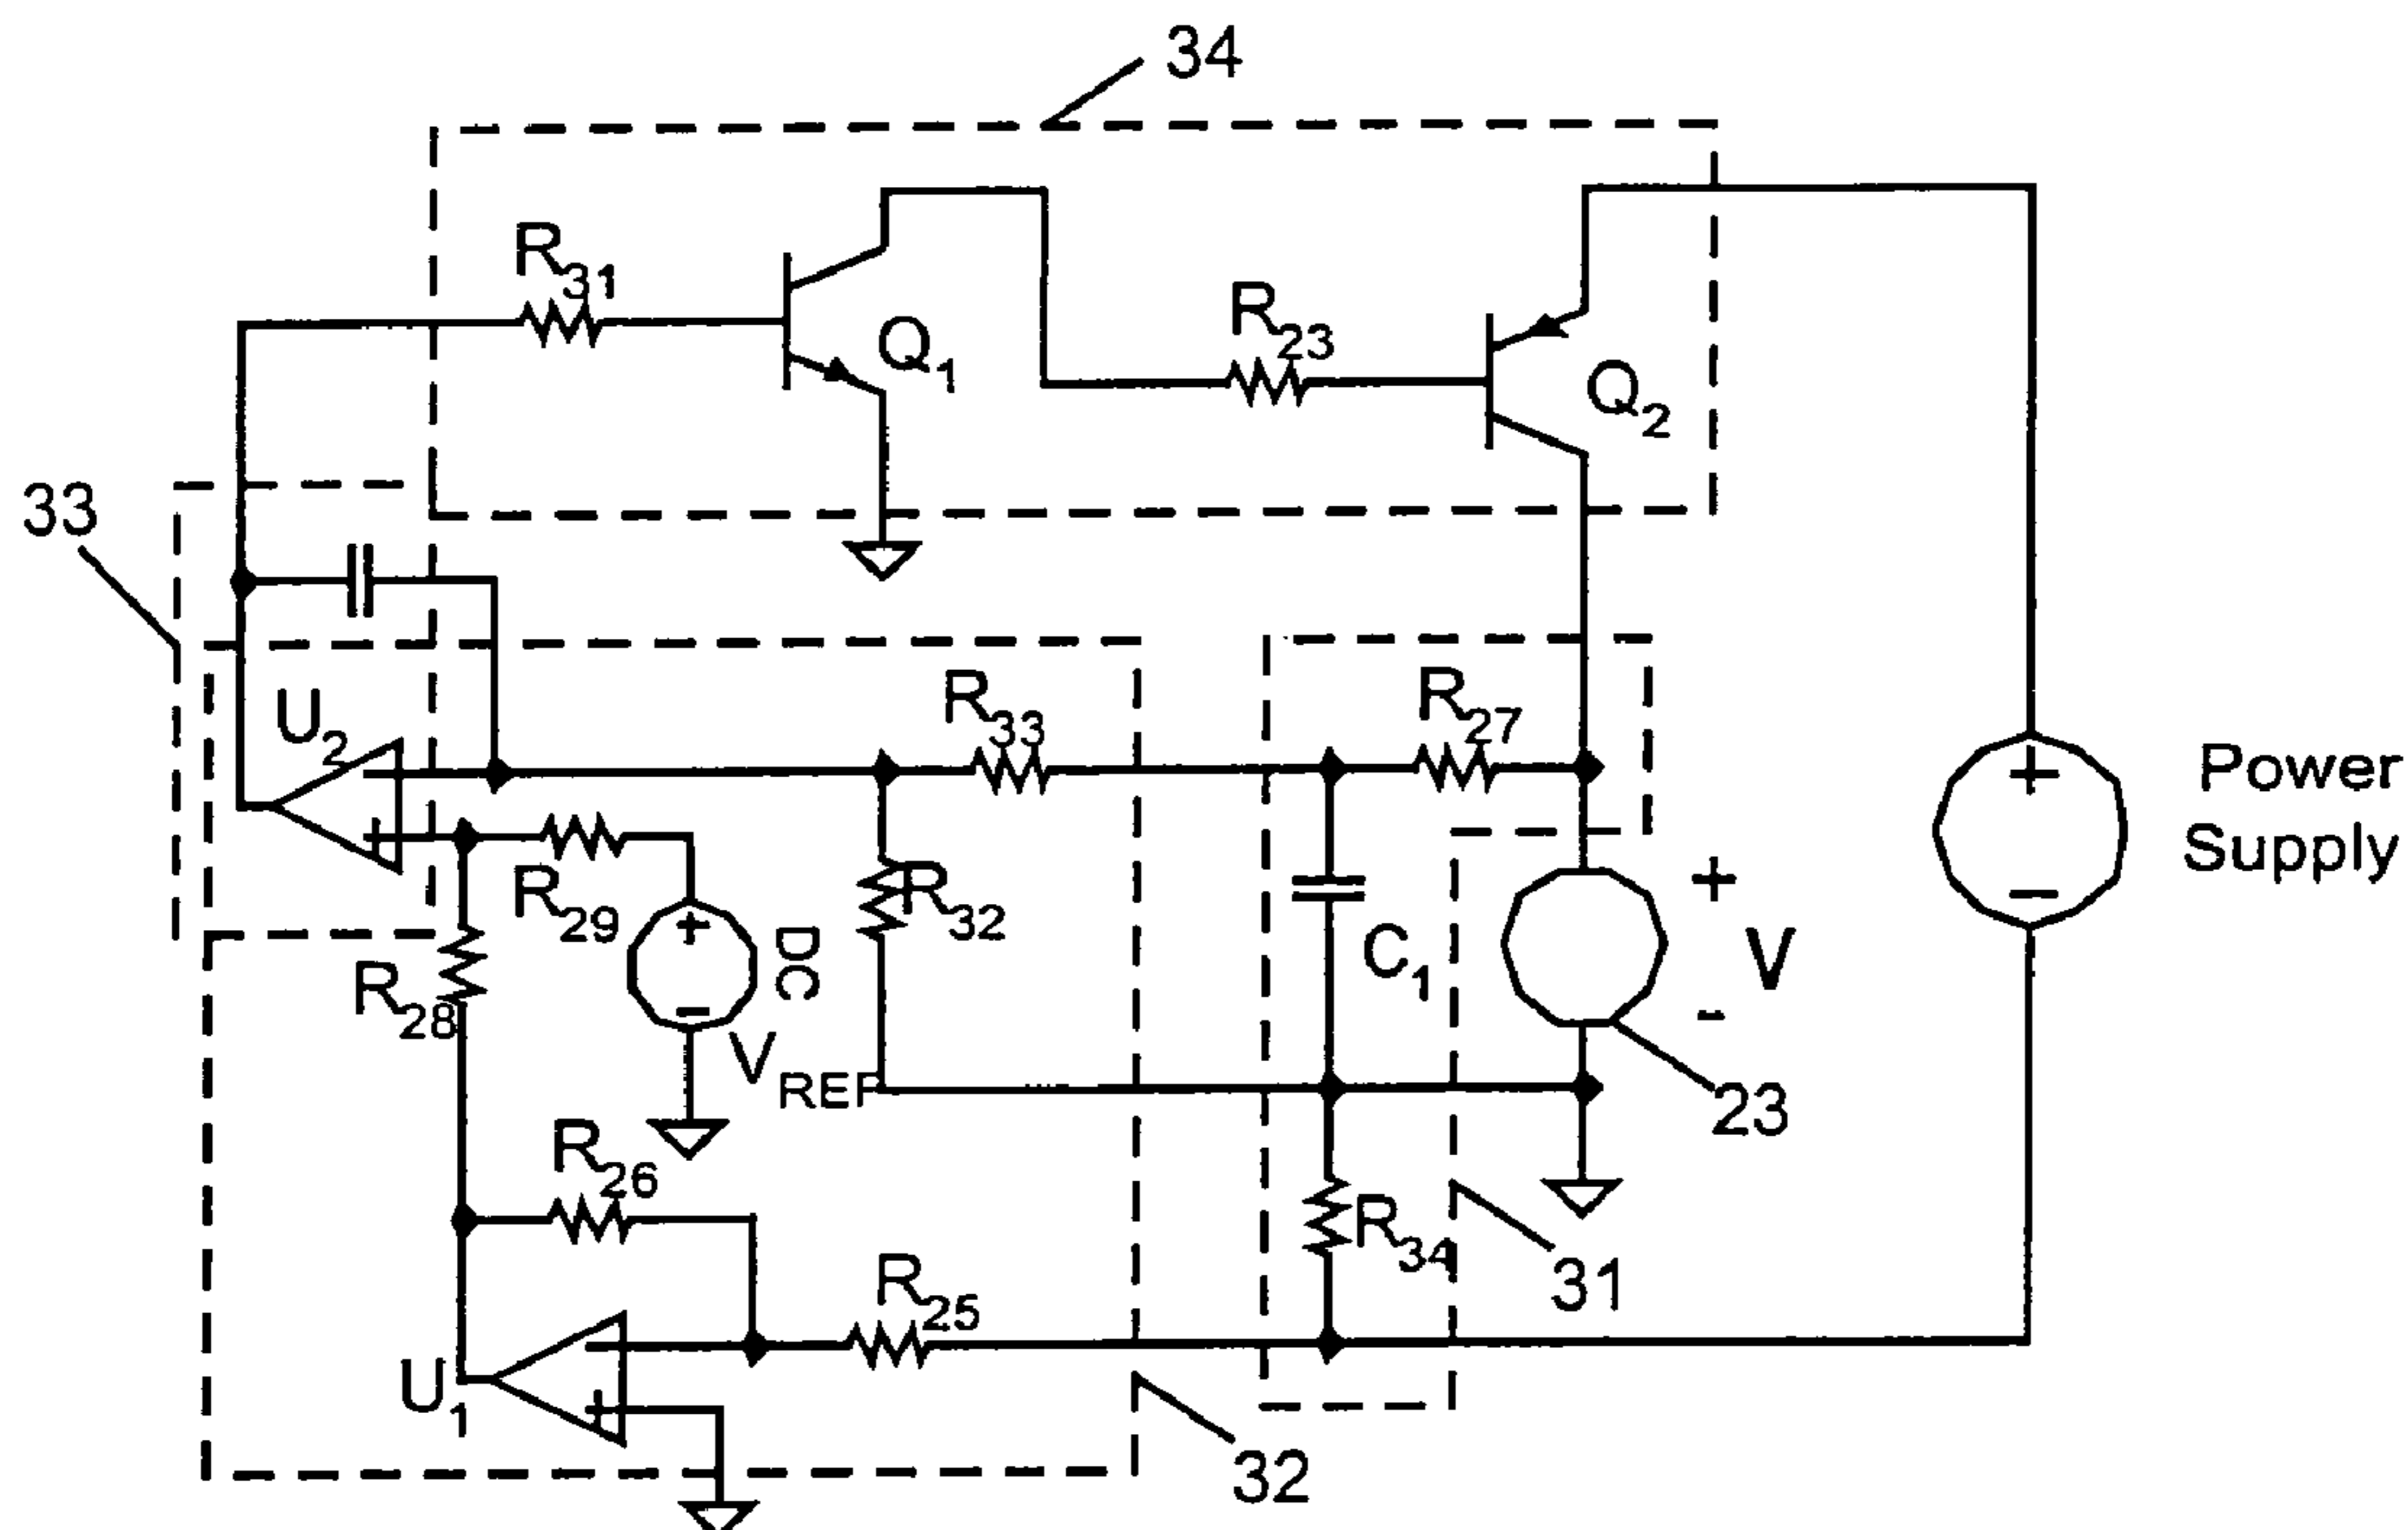 34
R31
Q1
R23
Q2
33
U2
R33
R27
Power
Supply
+
-
R29
R32
DC
+
-
C1
+
V
-
R28
VREF
23
R26
R34
31
R25
U1
32